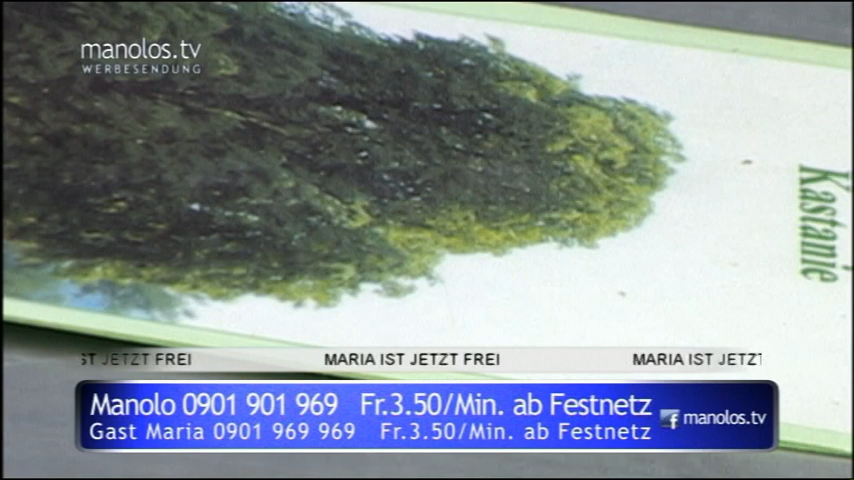 manolos.tv
WERBESENDUNG
Kastanie
ST JETZT FREI MARIA IST JETZT FREI MARIA IST JETZT
Manolo 0901 901 969 Fr.3.50/Min. ab Festnetz
Gast Maria 0901 969 969 Fr.3.50/Min. ab Festnetz
f manolos.tv